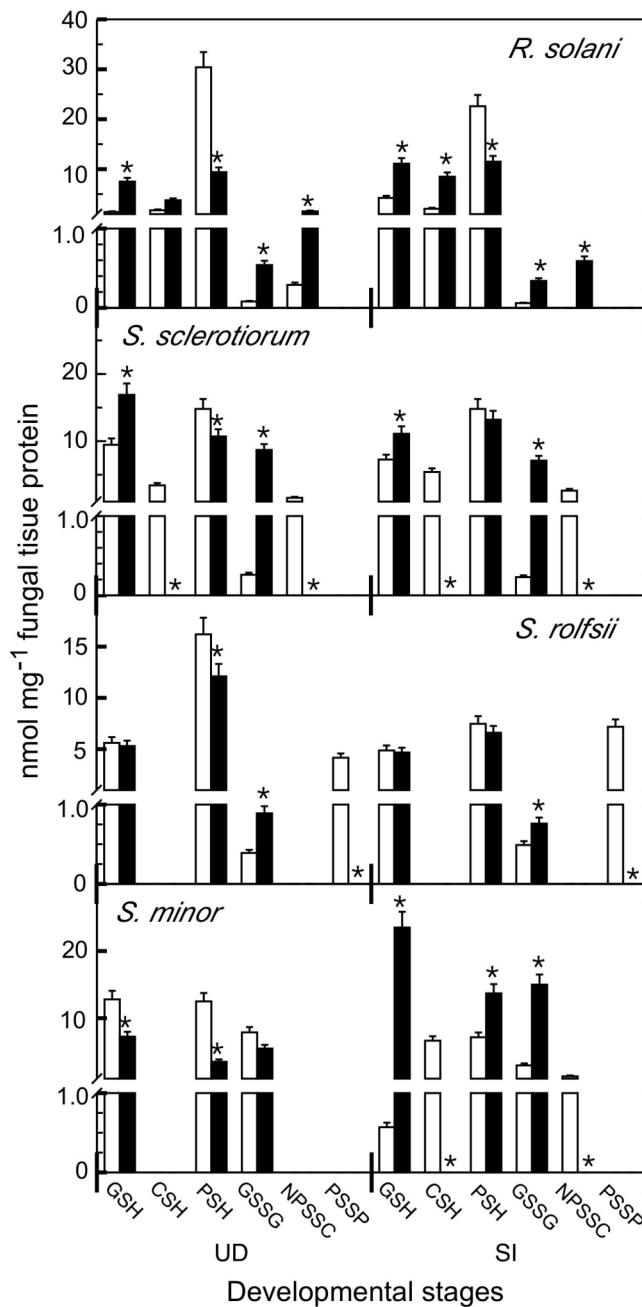 nmol mg⁻¹ fungal tisue protein
R. solani
40
30
20
10
1.0
0
* * * * * * * * *
S. sclerotiorum
20
10
1.0
0
* * * * * * * * *
S. rolfsii
15
10
5
1.0
0
* * * * *
S. minor
20
10
1.0
0
* * * * * * *
GSH CSH PSH GSSG NPSSC PSSP GSH CSH PSH GSSG NPSSC PSSP
UD SI
Developmental stages